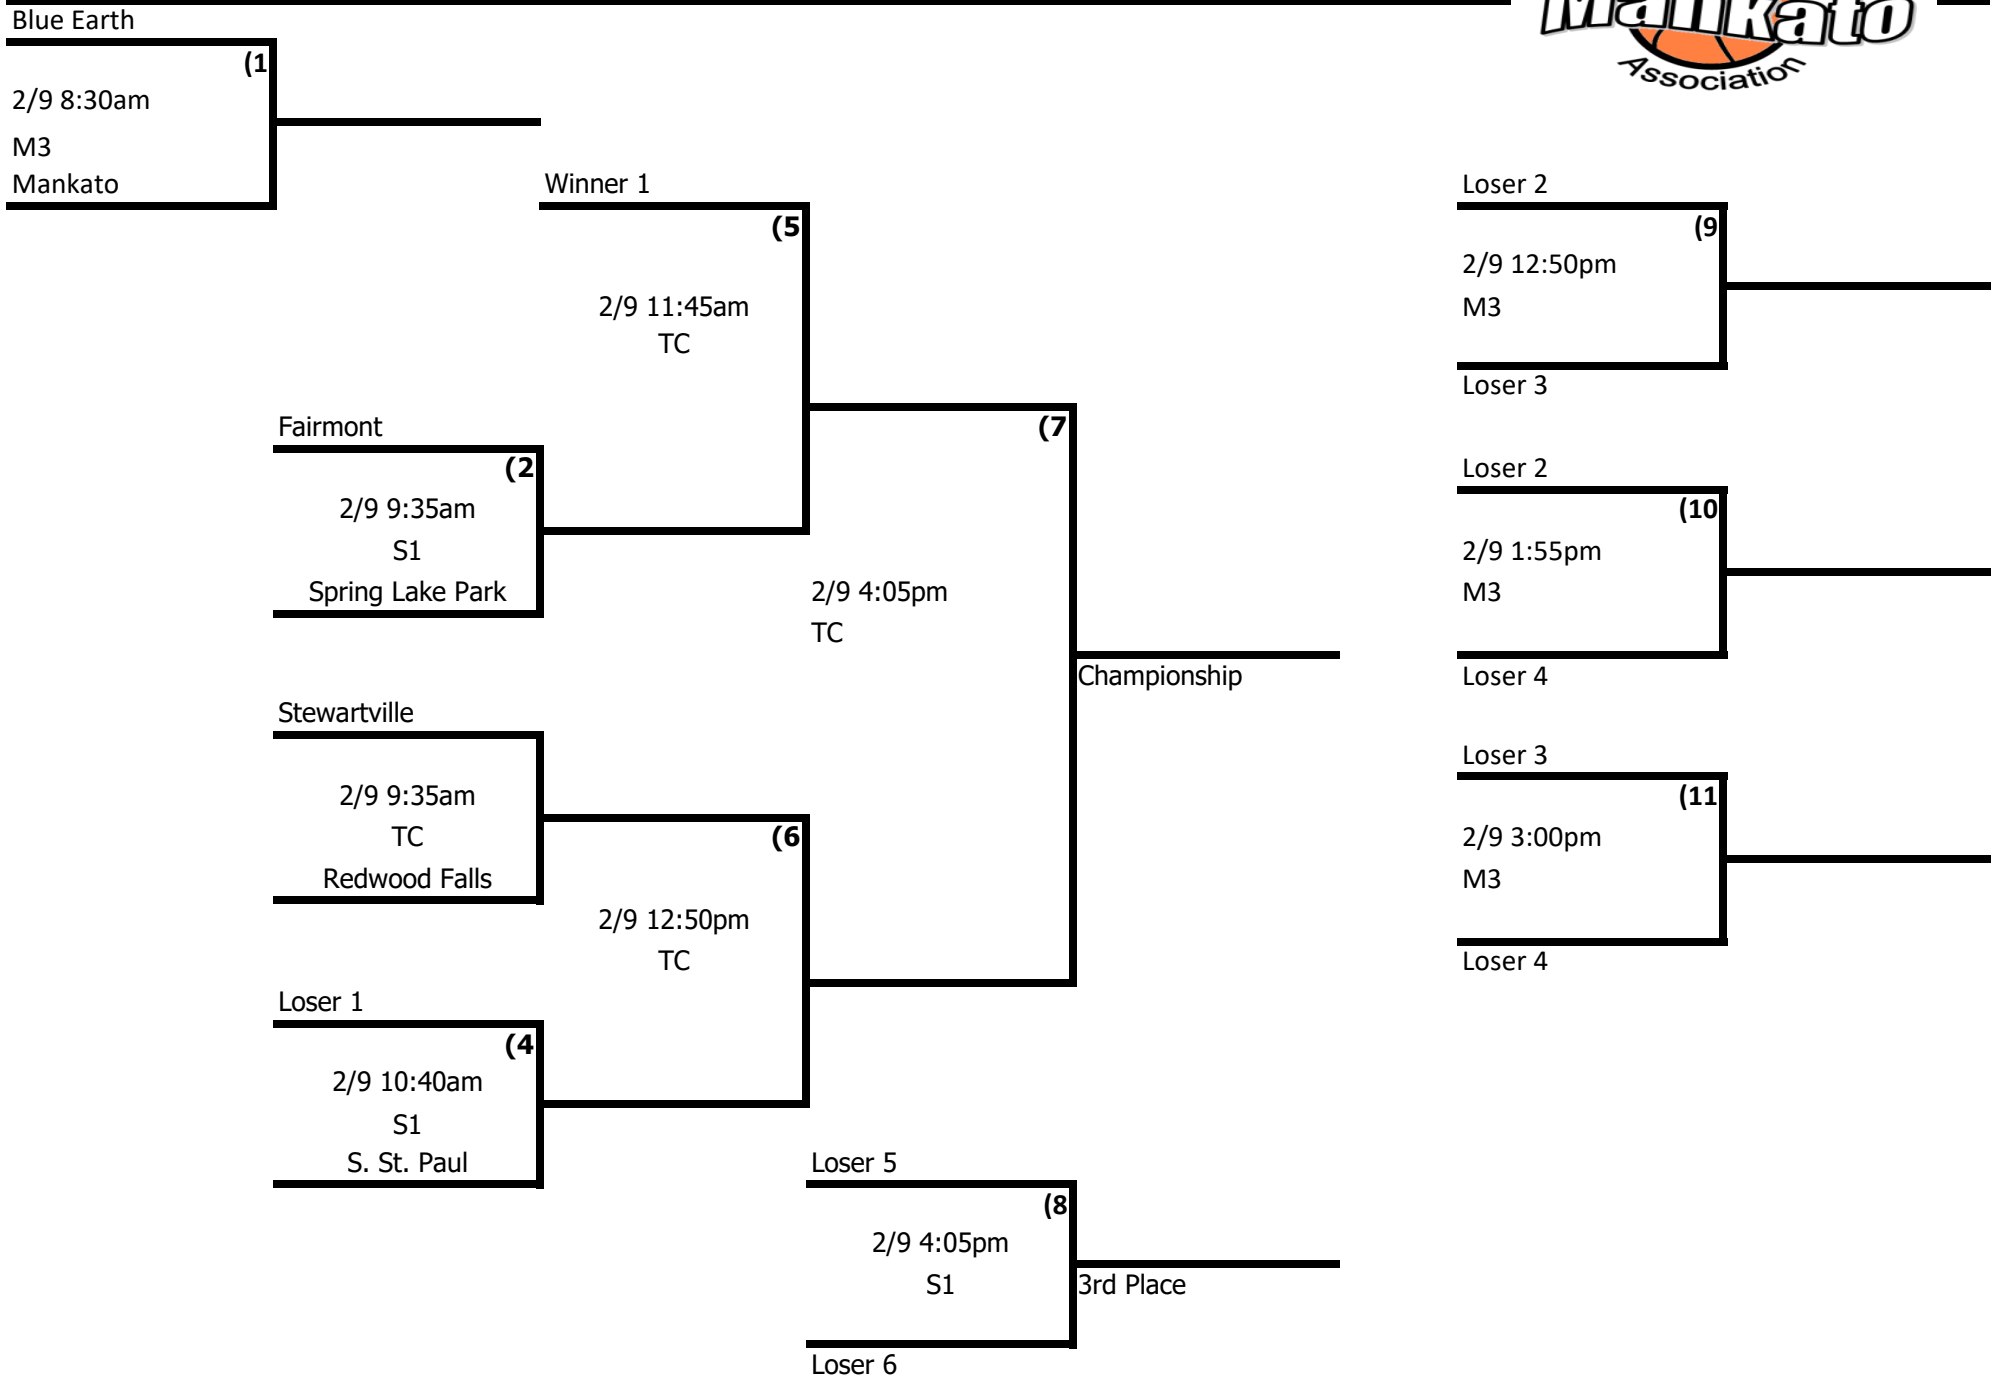 Mankato
Association
Blue Earth
(1
2/9 8:30am
M3
Mankato
Winner 1
(5
2/9 11:45am
TC
Fairmont
(2
2/9 9:35am
S1
Spring Lake Park
(7
2/9 4:05pm
TC
Championship
Stewartville
2/9 9:35am
TC
Redwood Falls
(6
2/9 12:50pm
TC
Loser 1
(4
2/9 10:40am
S1
S. St. Paul
Loser 5
(8
2/9 4:05pm
S1
3rd Place
Loser 6
Loser 2
(9
2/9 12:50pm
M3
Loser 3
Loser 2
(10
2/9 1:55pm
M3
Loser 4
Loser 3
(11
2/9 3:00pm
M3
Loser 4